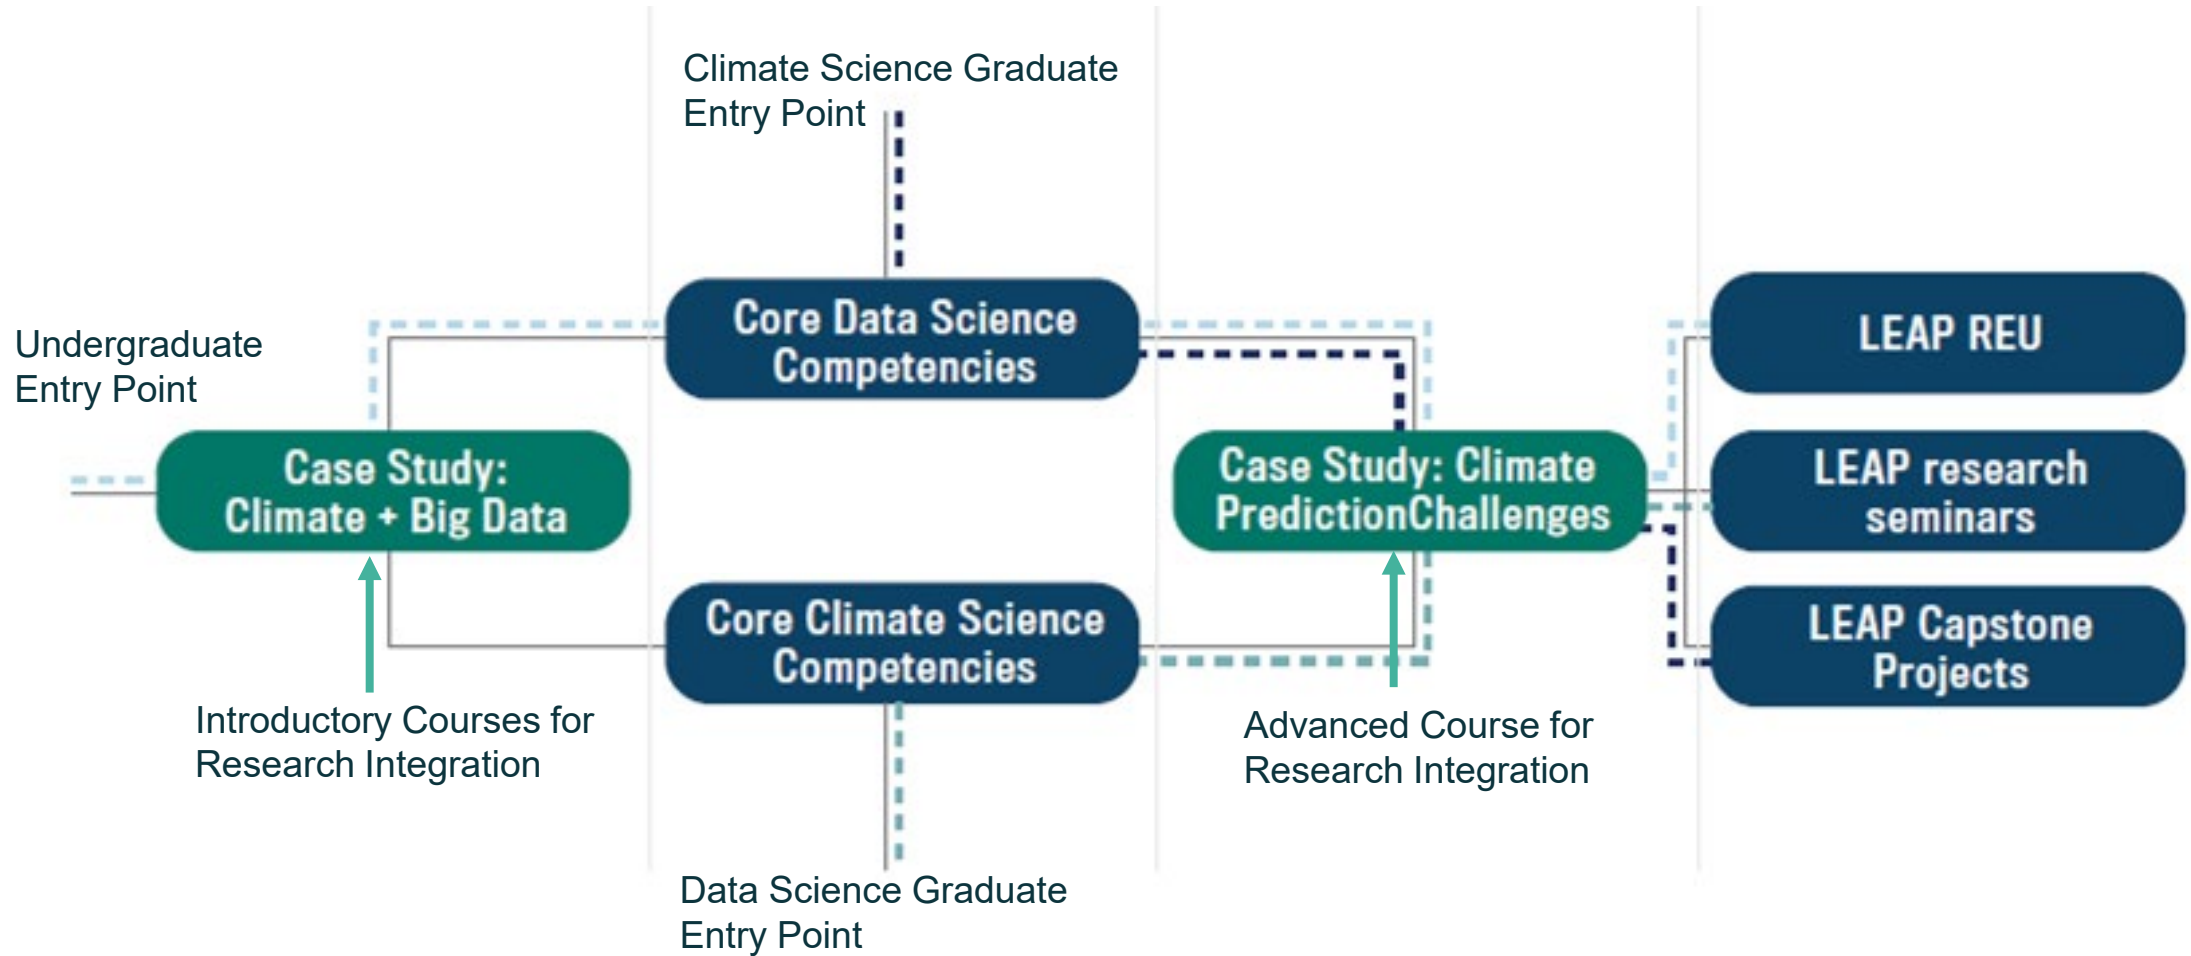 Climate Science Graduate
Entry Point
Undergraduate
Entry Point
Core Data Science
Competencies
LEAP REU
Case Study:
Climate + Big Data
Case Study: Climate
PredictionChallenges
LEAP research
seminars
Core Climate Science
Competencies
LEAP Capstone
Projects
Introductory Courses for
Research Integration
Advanced Course for
Research Integration
Data Science Graduate
Entry Point